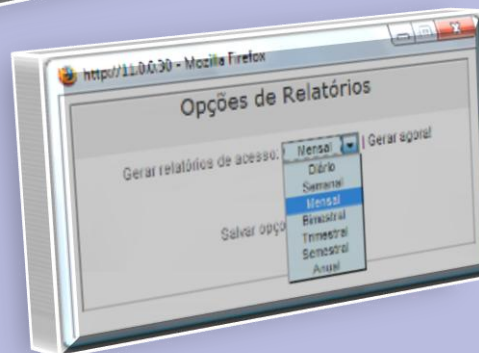 http://11.0.0.30 - Mozilla Firefox
Opções de Relatórios
Gerar relatórios de acesso: Mensal | Gerar agora!
Diário
Semanal
Mensal
Bimestral
Trimestral
Semestral
Anual
Salvar opçõ